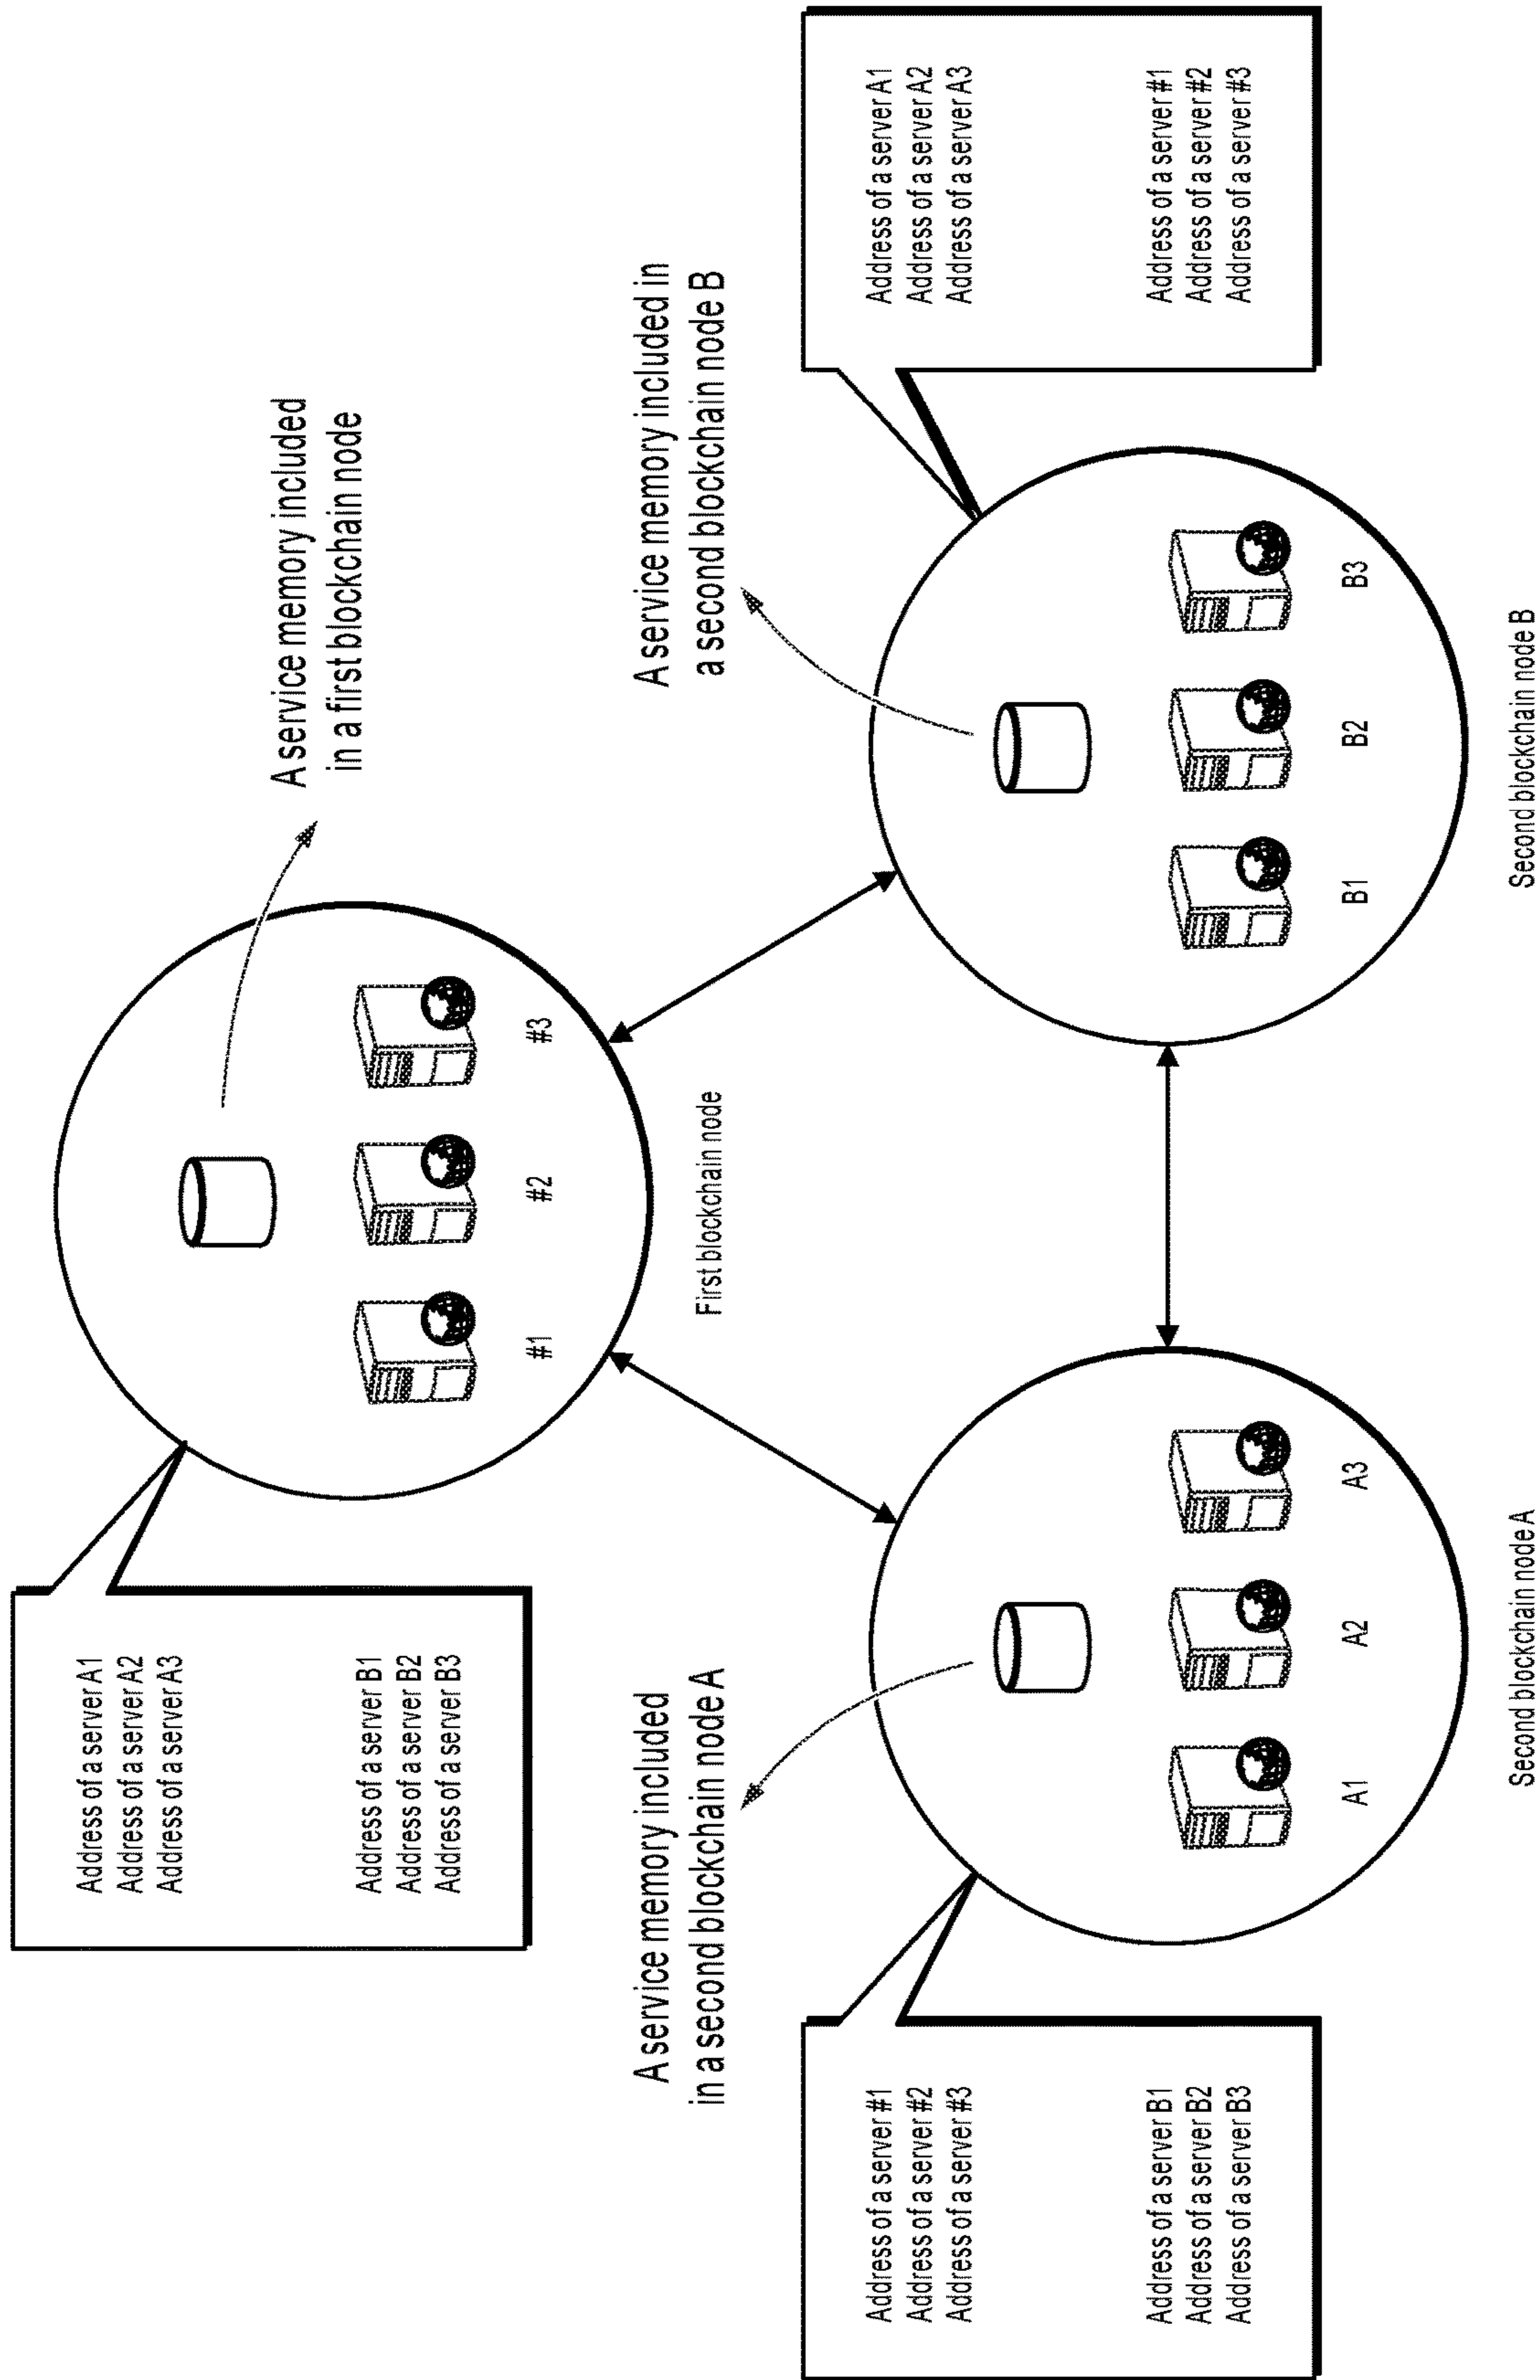 Address of a server A1
Address of a server A2
Address of a server A3
Address of a server B1
Address of a server B2
Address of a server B3
A service memory included
in a first blockchain node
#1
#2
#3
First blockchain node
A service memory included
in a second blockchain node A
A service memory included in
a second blockchain node B
Address of a server #1
Address of a server #2
Address of a server #3
Address of a server B1
Address of a server B2
Address of a server B3
A1
A2
A3
Second blockchain node A
B1
B2
B3
Second blockchain node B
Address of a server A1
Address of a server A2
Address of a server A3
Address of a server #1
Address of a server #2
Address of a server #3